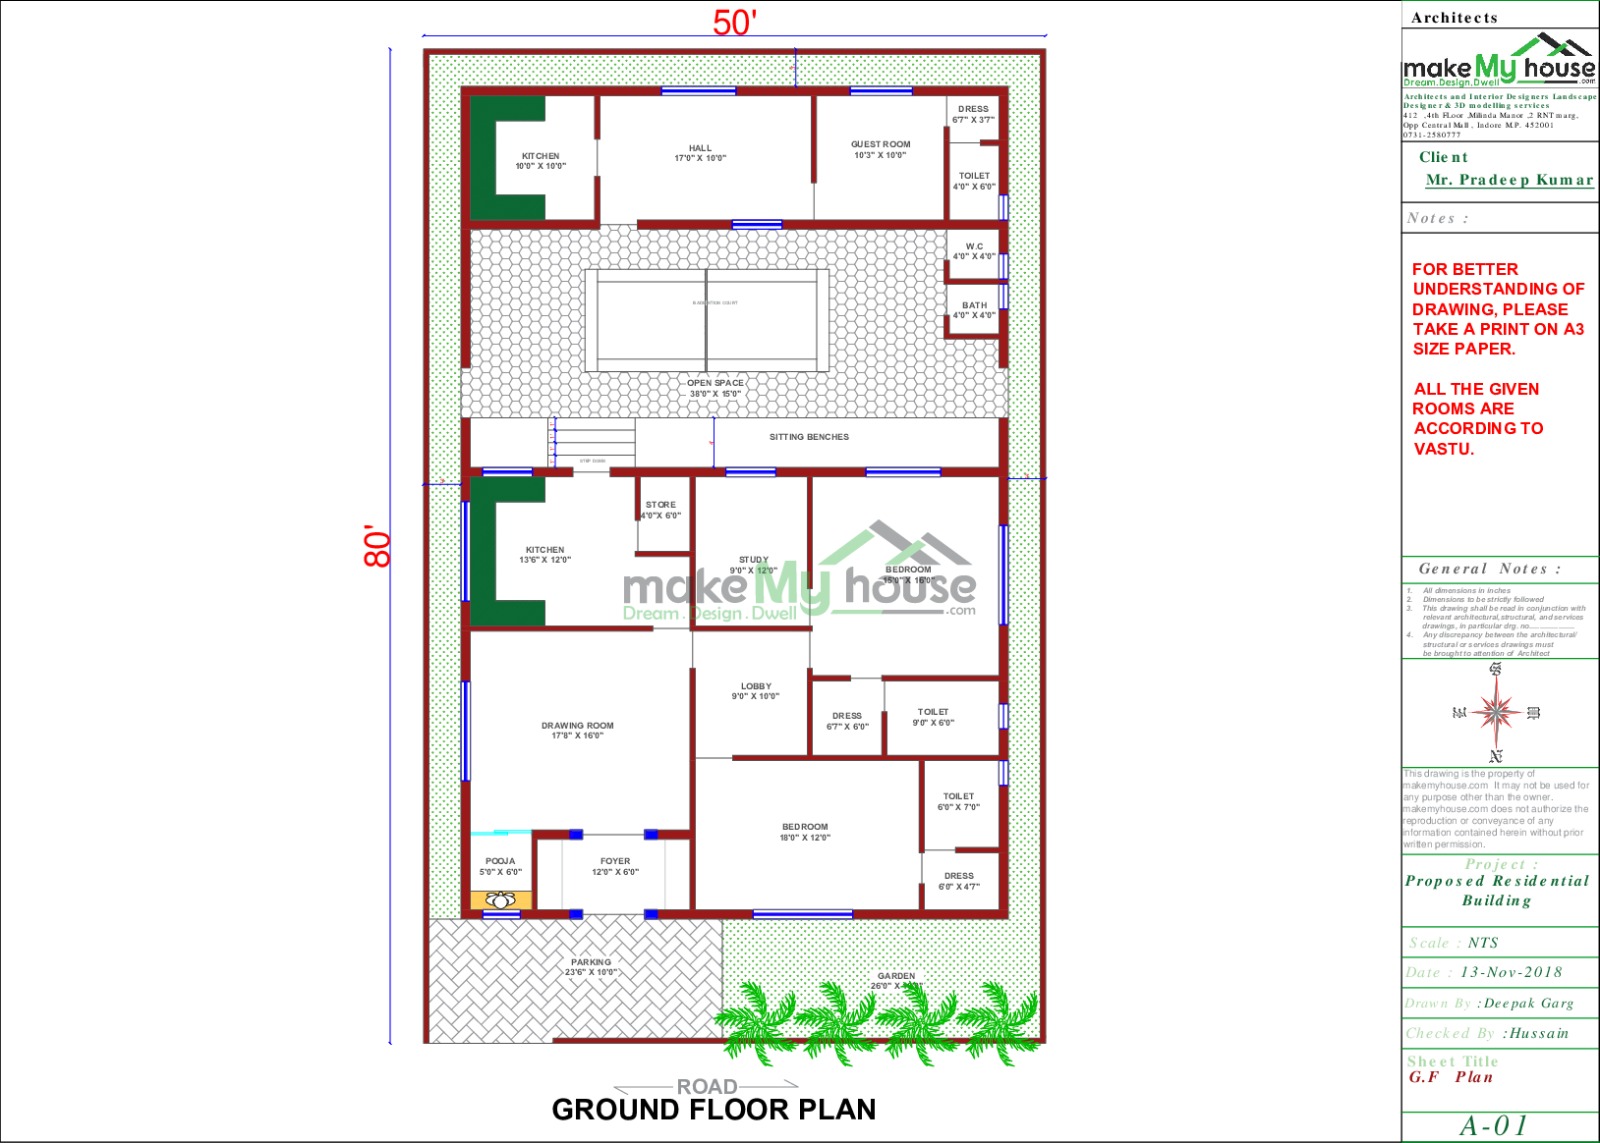 50'
80'
DRESS
6'7" X 3'7"
KITCHEN
10'0" X 10'0"
HALL
17'0" X 10'0"
GUEST ROOM
10'3" X 10'0"
TOILET
4'0" X 6'0"
W.C
4'0" X 4'0"
BATH
4'0" X 4'0"
OPEN SPACE
38'0" X 15'0"
SITTING BENCHES
STORE
4'0"X 6'0"
KITCHEN
13'6" X 12'0"
STUDY
9'0" X 12'0"
BEDROOM
15'0" X 16'0"
makeMyhouse
.com
Dream.Design.Dwell
LOBBY
9'0" X 10'0"
DRAWING ROOM
17'8" X 16'0"
DRESS
6'7" X 6'0"
TOILET
9'0" X 6'0"
TOILET
6'0" X 7'0"
BEDROOM
18'0" X 12'0"
POOJA
5'0" X 6'0"
FOYER
12'0" X 6'0"
DRESS
6'0" X 4'7"
PARKING
23'6" X 10'0"
GARDEN
26'0" X
ROAD
GROUND FLOOR PLAN
Architects
makeMyhouse
.com
Dream.Design.Dwell
Architects and Interior Designers Landscape
Designer & 3D modelling services
412 ,4th FLoor ,Milinda Manor ,2 RNT marg,
Opp Central Mall , Indore M.P. 452001
0731-2580777
Client
Mr. Pradeep Kumar
Notes :
FOR BETTER
UNDERSTANDING OF
DRAWING, PLEASE
TAKE A PRINT ON A3
SIZE PAPER.
ALL THE GIVEN
ROOMS ARE
ACCORDING TO
VASTU.
General Notes :
1. All dimensions in inches
2. Dimensions to be strictly followed
3. This drawing shall be read in conjunction with
relevant architectural,structural, and services
drawings, in particular drg. no..................
4. Any discrepancy between the architectural/
structural or services drawings must
be brought to attention of Architect
S
W
E
N
This drawing is the property of
makemyhouse.com It may not be used for
any purpose other than the owner.
makemyhouse.com does not authorize the
reproduction or conveyance of any
information contained herein without prior
written permission.
Project :
Proposed Residential
Building
Scale : NTS
Date : 13-Nov-2018
Drawn By :Deepak Garg
Checked By :Hussain
Sheet Title
G.F Plan
A-01